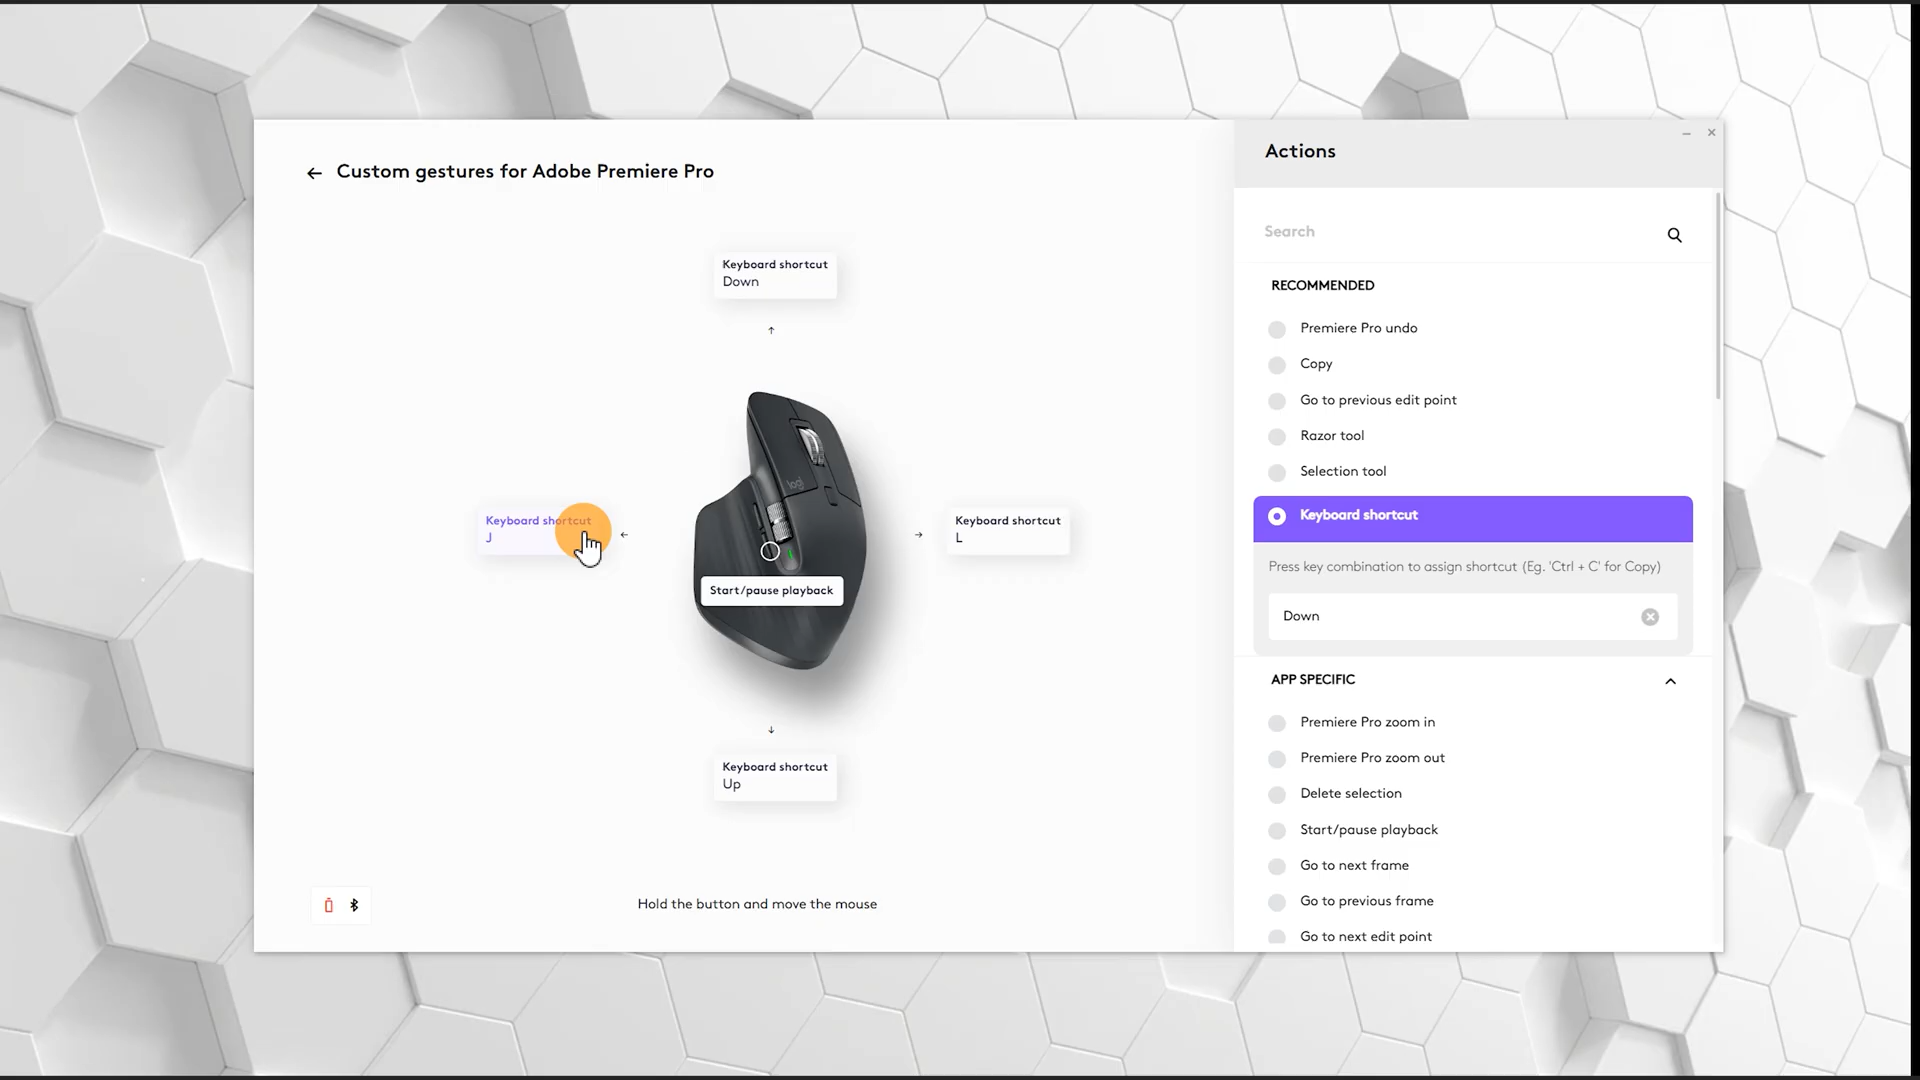 Custom gestures for Adobe Premiere Pro
Keyboard shortcut
Down
Keyboard shortcut
J
logi
Keyboard shortcut
L
Start/pause playback
Keyboard shortcut
Up
Hold the button and move the mouse
Actions
Search
RECOMMENDED
Premiere Pro undo
Copy
Go to previous edit point
Razor tool
Selection tool
Keyboard shortcut
Press key combination to assign shortcut (Eg. 'Ctrl + C' for Copy)
Down
APP SPECIFIC
Premiere Pro zoom in
Premiere Pro zoom out
Delete selection
Start/pause playback
Go to next frame
Go to previous frame
Go to next edit point